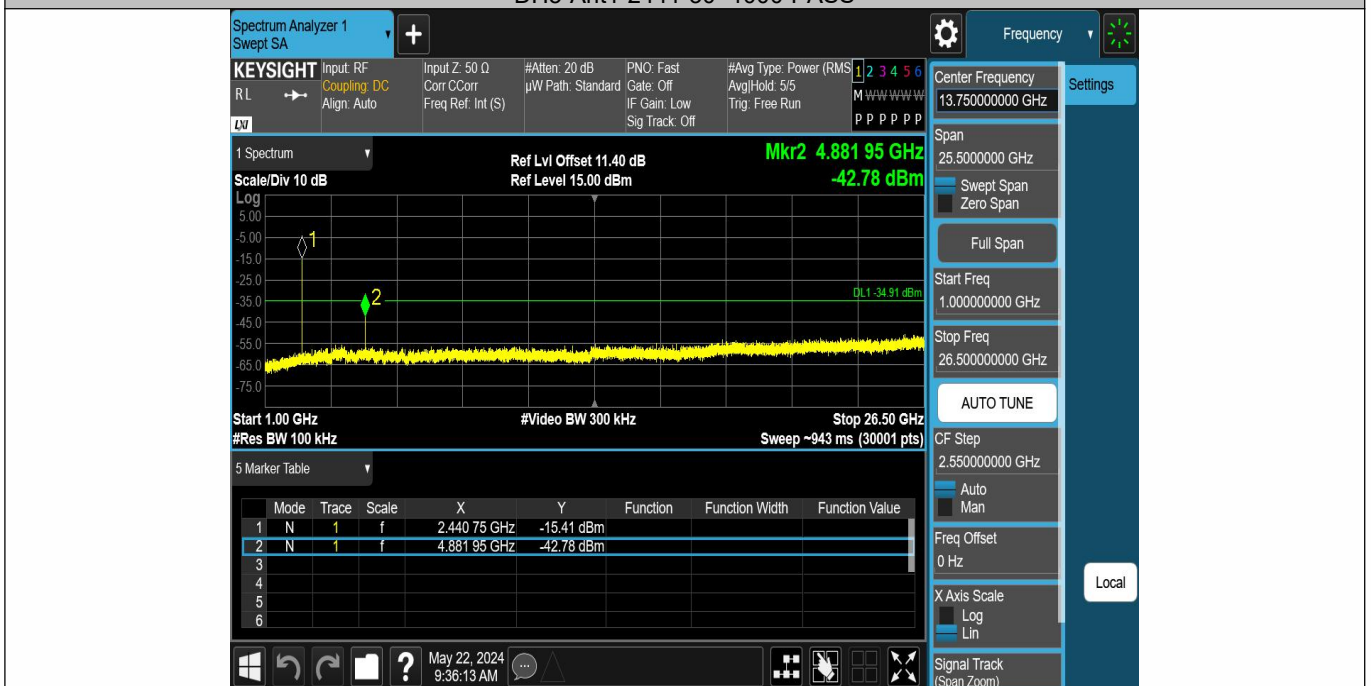 Spectrum Analyzer 1
Swept SA
+
Frequency
KEYSIGHT
RL
LXI
Input: RF
Coupling: DC
Align: Auto
Input Z: 50 Ω
Corr CCorr
Freq Ref: Int (S)
#Atten: 20 dB
µW Path: Standard
PNO: Fast
Gate: Off
IF Gain: Low
Sig Track: Off
#Avg Type: Power (RMS
Avg|Hold: 5/5
Trig: Free Run
1 2 3 4 5 6
M W W W W W
P P P P P P
1 Spectrum
Scale/Div 10 dB
Log
Ref Lvl Offset 11.40 dB
Ref Level 15.00 dBm
Mkr2 4.881 95 GHz
-42.78 dBm
5.00
-5.00
-15.0
-25.0
-35.0
-45.0
-55.0
-65.0
-75.0
1
2
DL1 -34.91 dBm
Start 1.00 GHz
#Video BW 300 kHz
Stop 26.50 GHz
#Res BW 100 kHz
Sweep ~943 ms (30001 pts)
5 Marker Table
Mode Trace Scale X Y Function Function Width Function Value
1 N 1 f 2.440 75 GHz -15.41 dBm
2 N 1 f 4.881 95 GHz -42.78 dBm
3
4
5
6
May 22, 2024
9:36:13 AM
?
Center Frequency
13.750000000 GHz
Settings
Span
25.5000000 GHz
Swept Span
Zero Span
Full Span
Start Freq
1.000000000 GHz
Stop Freq
26.500000000 GHz
AUTO TUNE
CF Step
2.550000000 GHz
Auto
Man
Freq Offset
0 Hz
X Axis Scale
Log
Lin
Local
Signal Track
(Span Zoom)